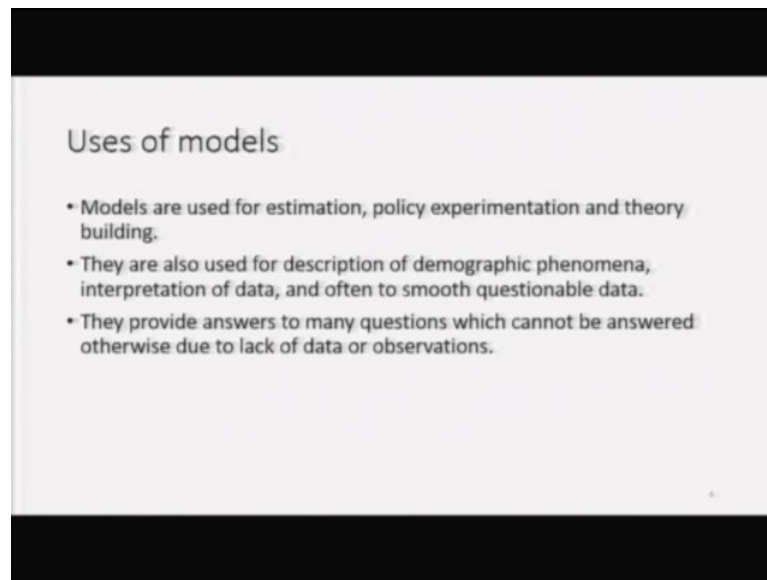 Uses of models
• Models are used for estimation, policy experimentation and theory
building.
• They are also used for description of demographic phenomena,
interpretation of data, and often to smooth questionable data.
• They provide answers to many questions which cannot be answered
otherwise due to lack of data or observations.